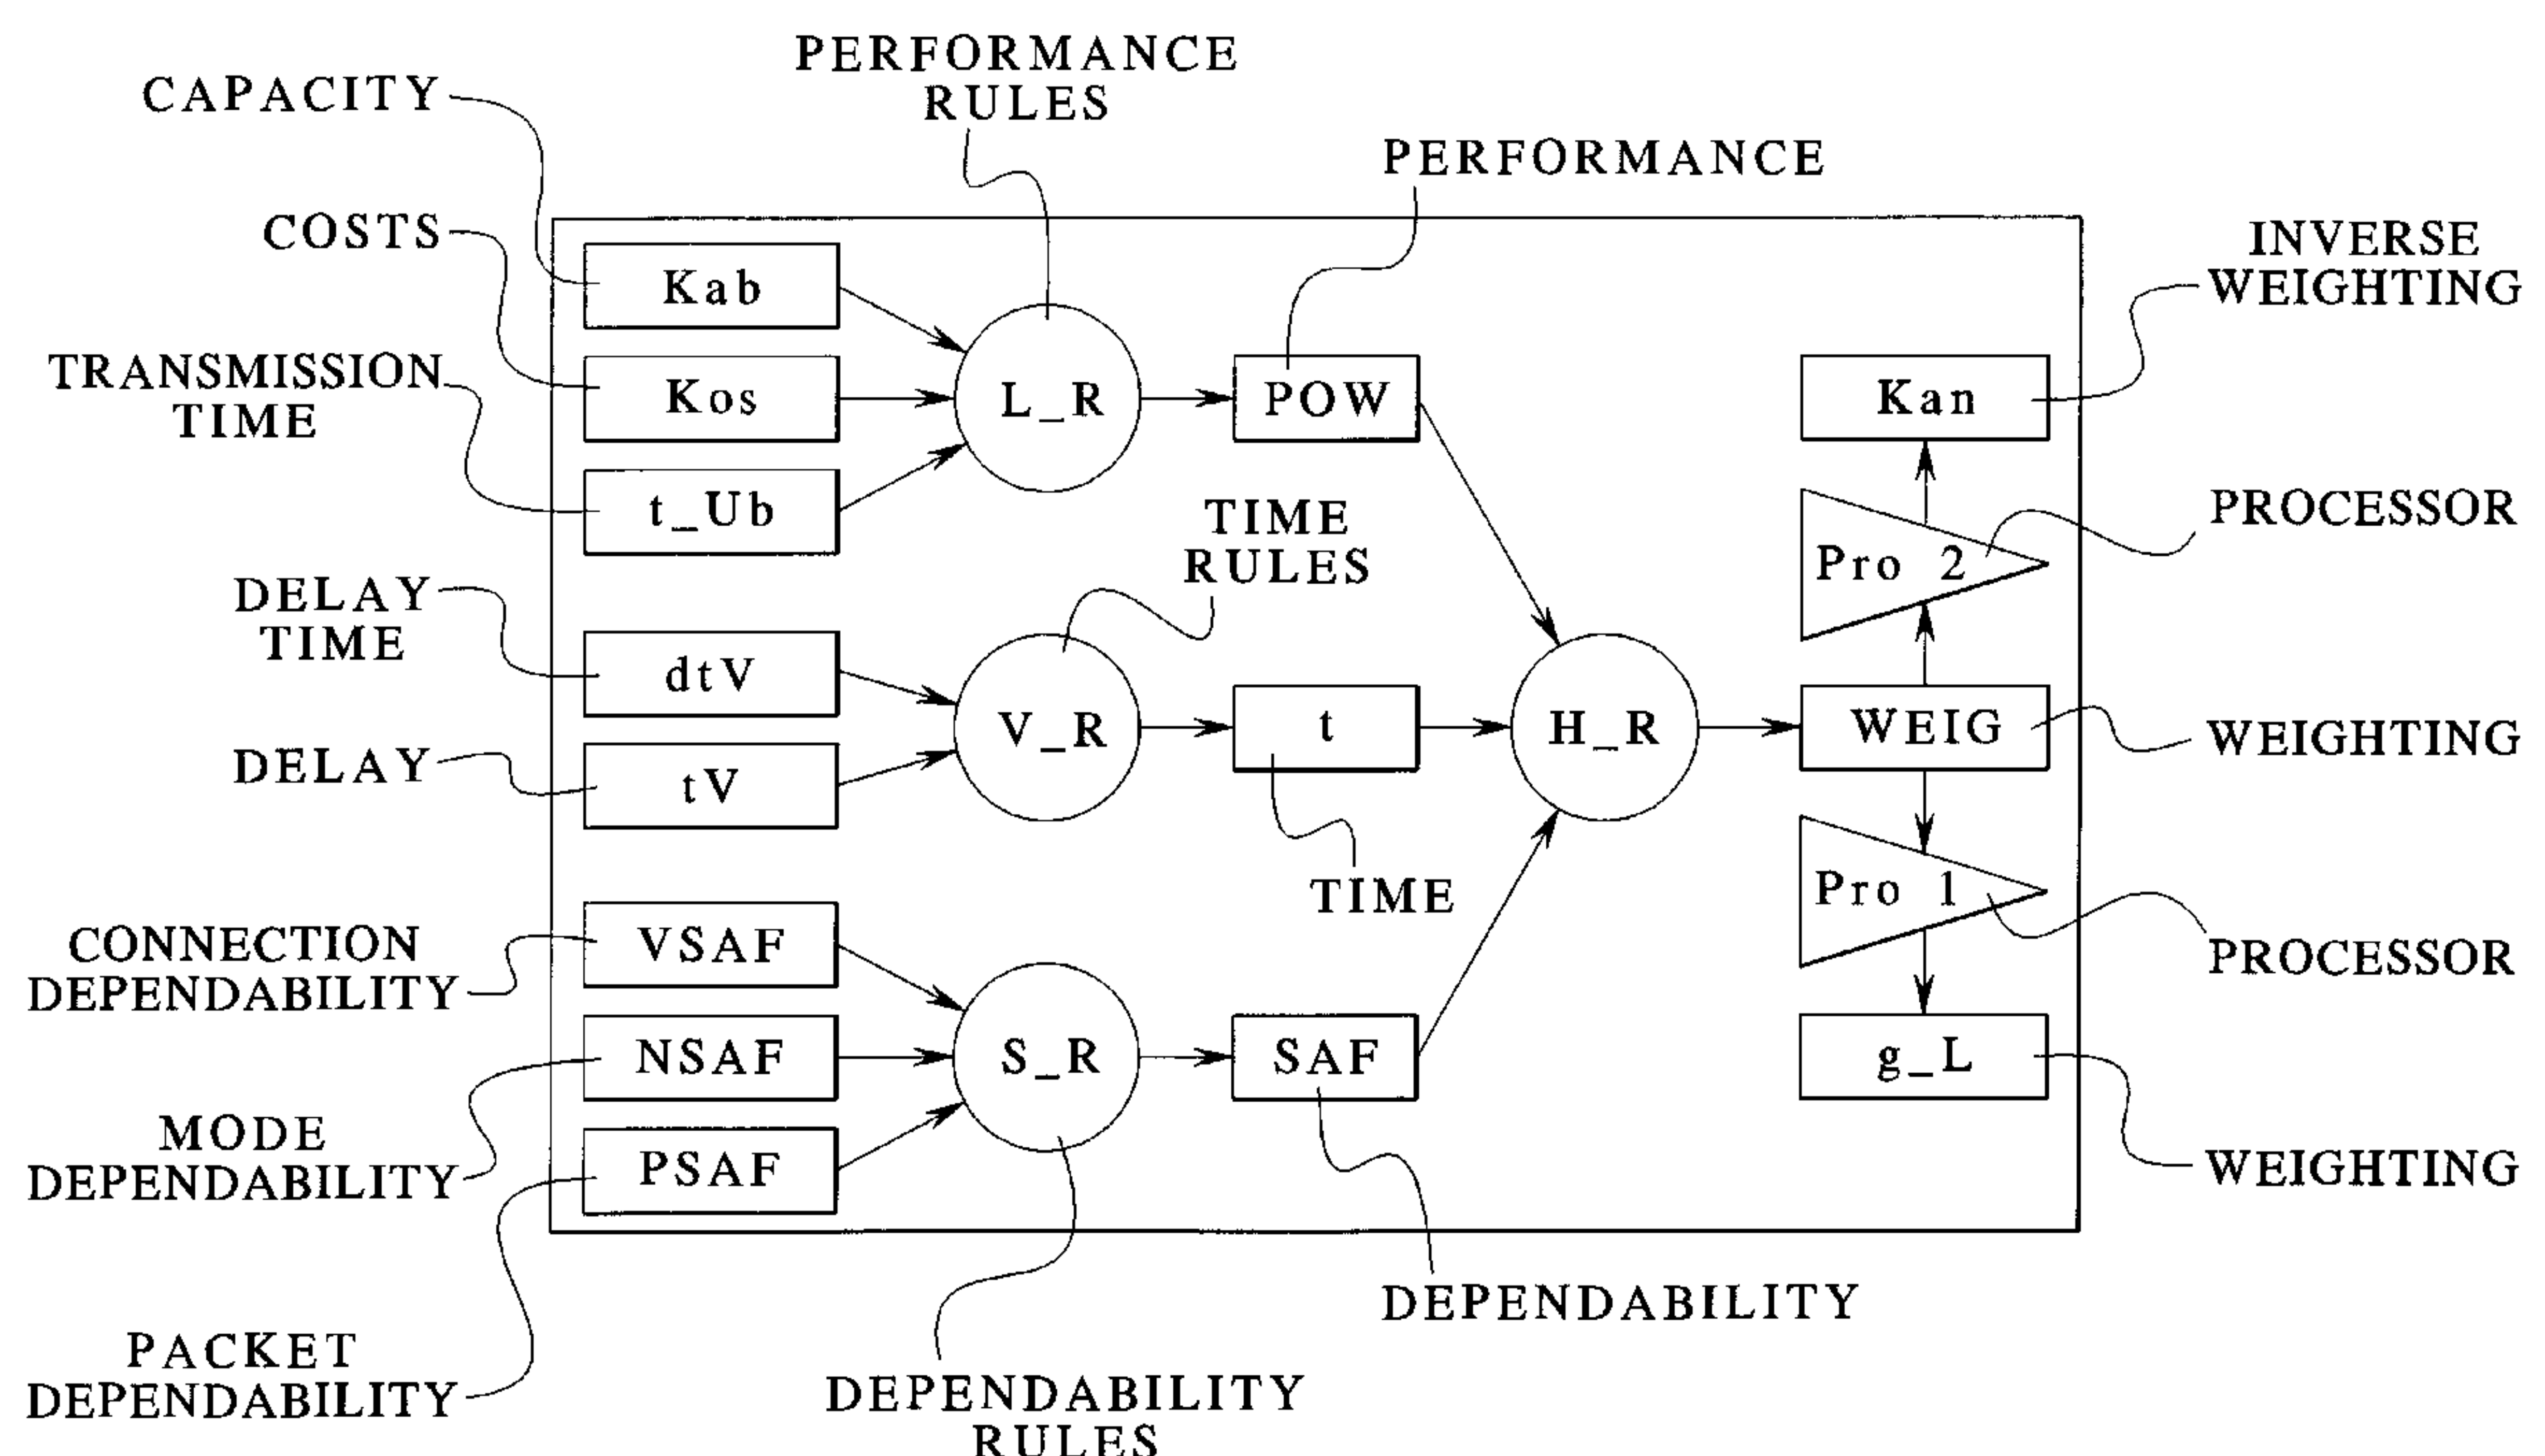 PERFORMANCE
RULES
CAPACITY
PERFORMANCE
COSTS
INVERSE
WEIGHTING
Kab
TRANSMISSION
TIME
Kos
L_R
POW
Kan
t_Ub
TIME
RULES
PROCESSOR
Pro 2
DELAY
TIME
dtV
V_R
t
H_R
WEIG
WEIGHTING
DELAY
tV
TIME
Pro 1
PROCESSOR
CONNECTION
DEPENDABILITY
VSAF
NSAF
S_R
SAF
g_L
MODE
DEPENDABILITY
PSAF
WEIGHTING
DEPENDABILITY
PACKET
DEPENDABILITY
DEPENDABILITY
RULES